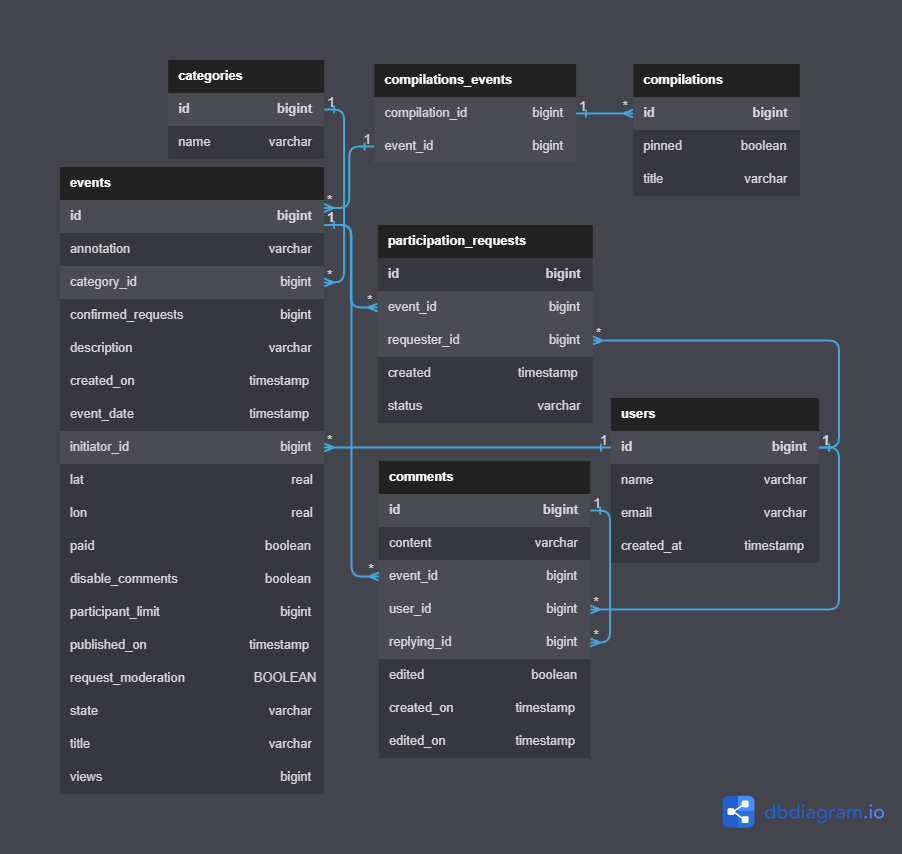 categories
id bigint
name varchar
compilations_events
compilation_id bigint
event_id bigint
compilations
id bigint
pinned boolean
title varchar
events
id bigint
annotation varchar
category_id bigint
confirmed_requests bigint
description varchar
created_on timestamp
event_date timestamp
initiator_id bigint
lat real
lon real
paid boolean
disable_comments boolean
participant_limit bigint
published_on timestamp
request_moderation BOOLEAN
state varchar
title varchar
views bigint
participation_requests
id bigint
event_id bigint
requester_id bigint
created timestamp
status varchar
users
id bigint
name varchar
email varchar
created_at timestamp
comments
id bigint
content varchar
event_id bigint
user_id bigint
replying_id bigint
edited boolean
created_on timestamp
edited_on timestamp
1
1
1
*
*
1
*
*
*
*
1
1
1
*
*
*
dbdiagram.io